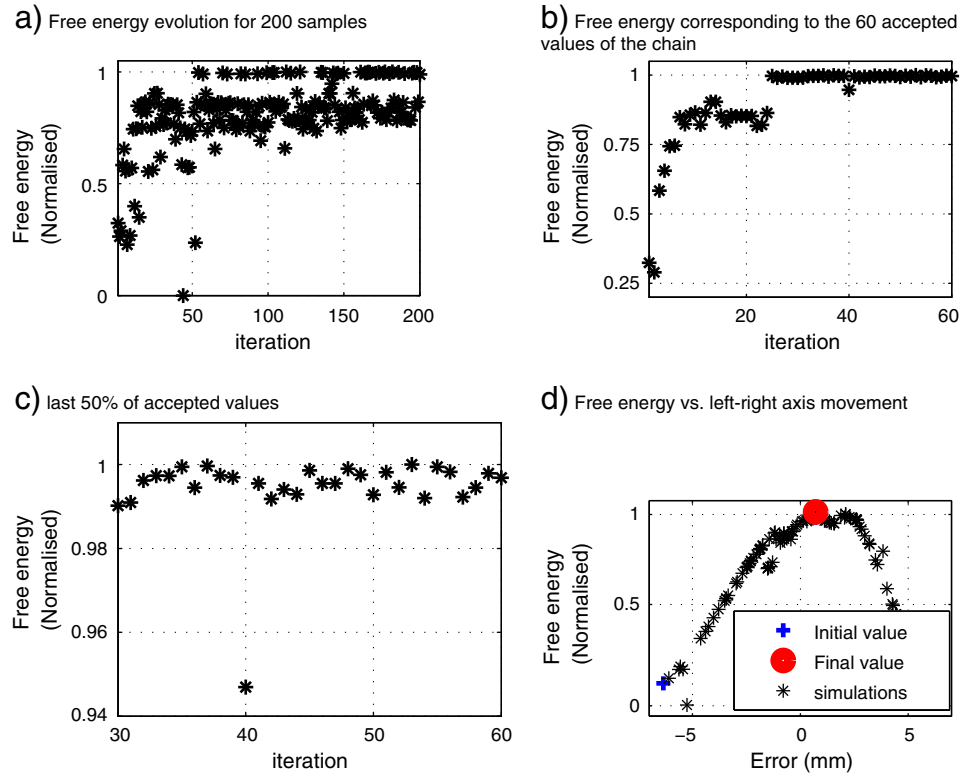 a) Free energy evolution for 200 samples
Free energy
(Normalised)
1
0.5
0
50
100
150
200
iteration
b) Free energy corresponding to the 60 accepted
values of the chain
Free energy
(Normalised)
1
0.75
0.5
0.25
20
40
60
iteration
c) last 50% of accepted values
Free energy
(Normalised)
1
0.98
0.96
0.94
30
40
50
60
iteration
d) Free energy vs. left-right axis movement
Free energy
(Normalised)
1
0.5
0
Initial value
Final value
simulations
−5
0
5
Error (mm)